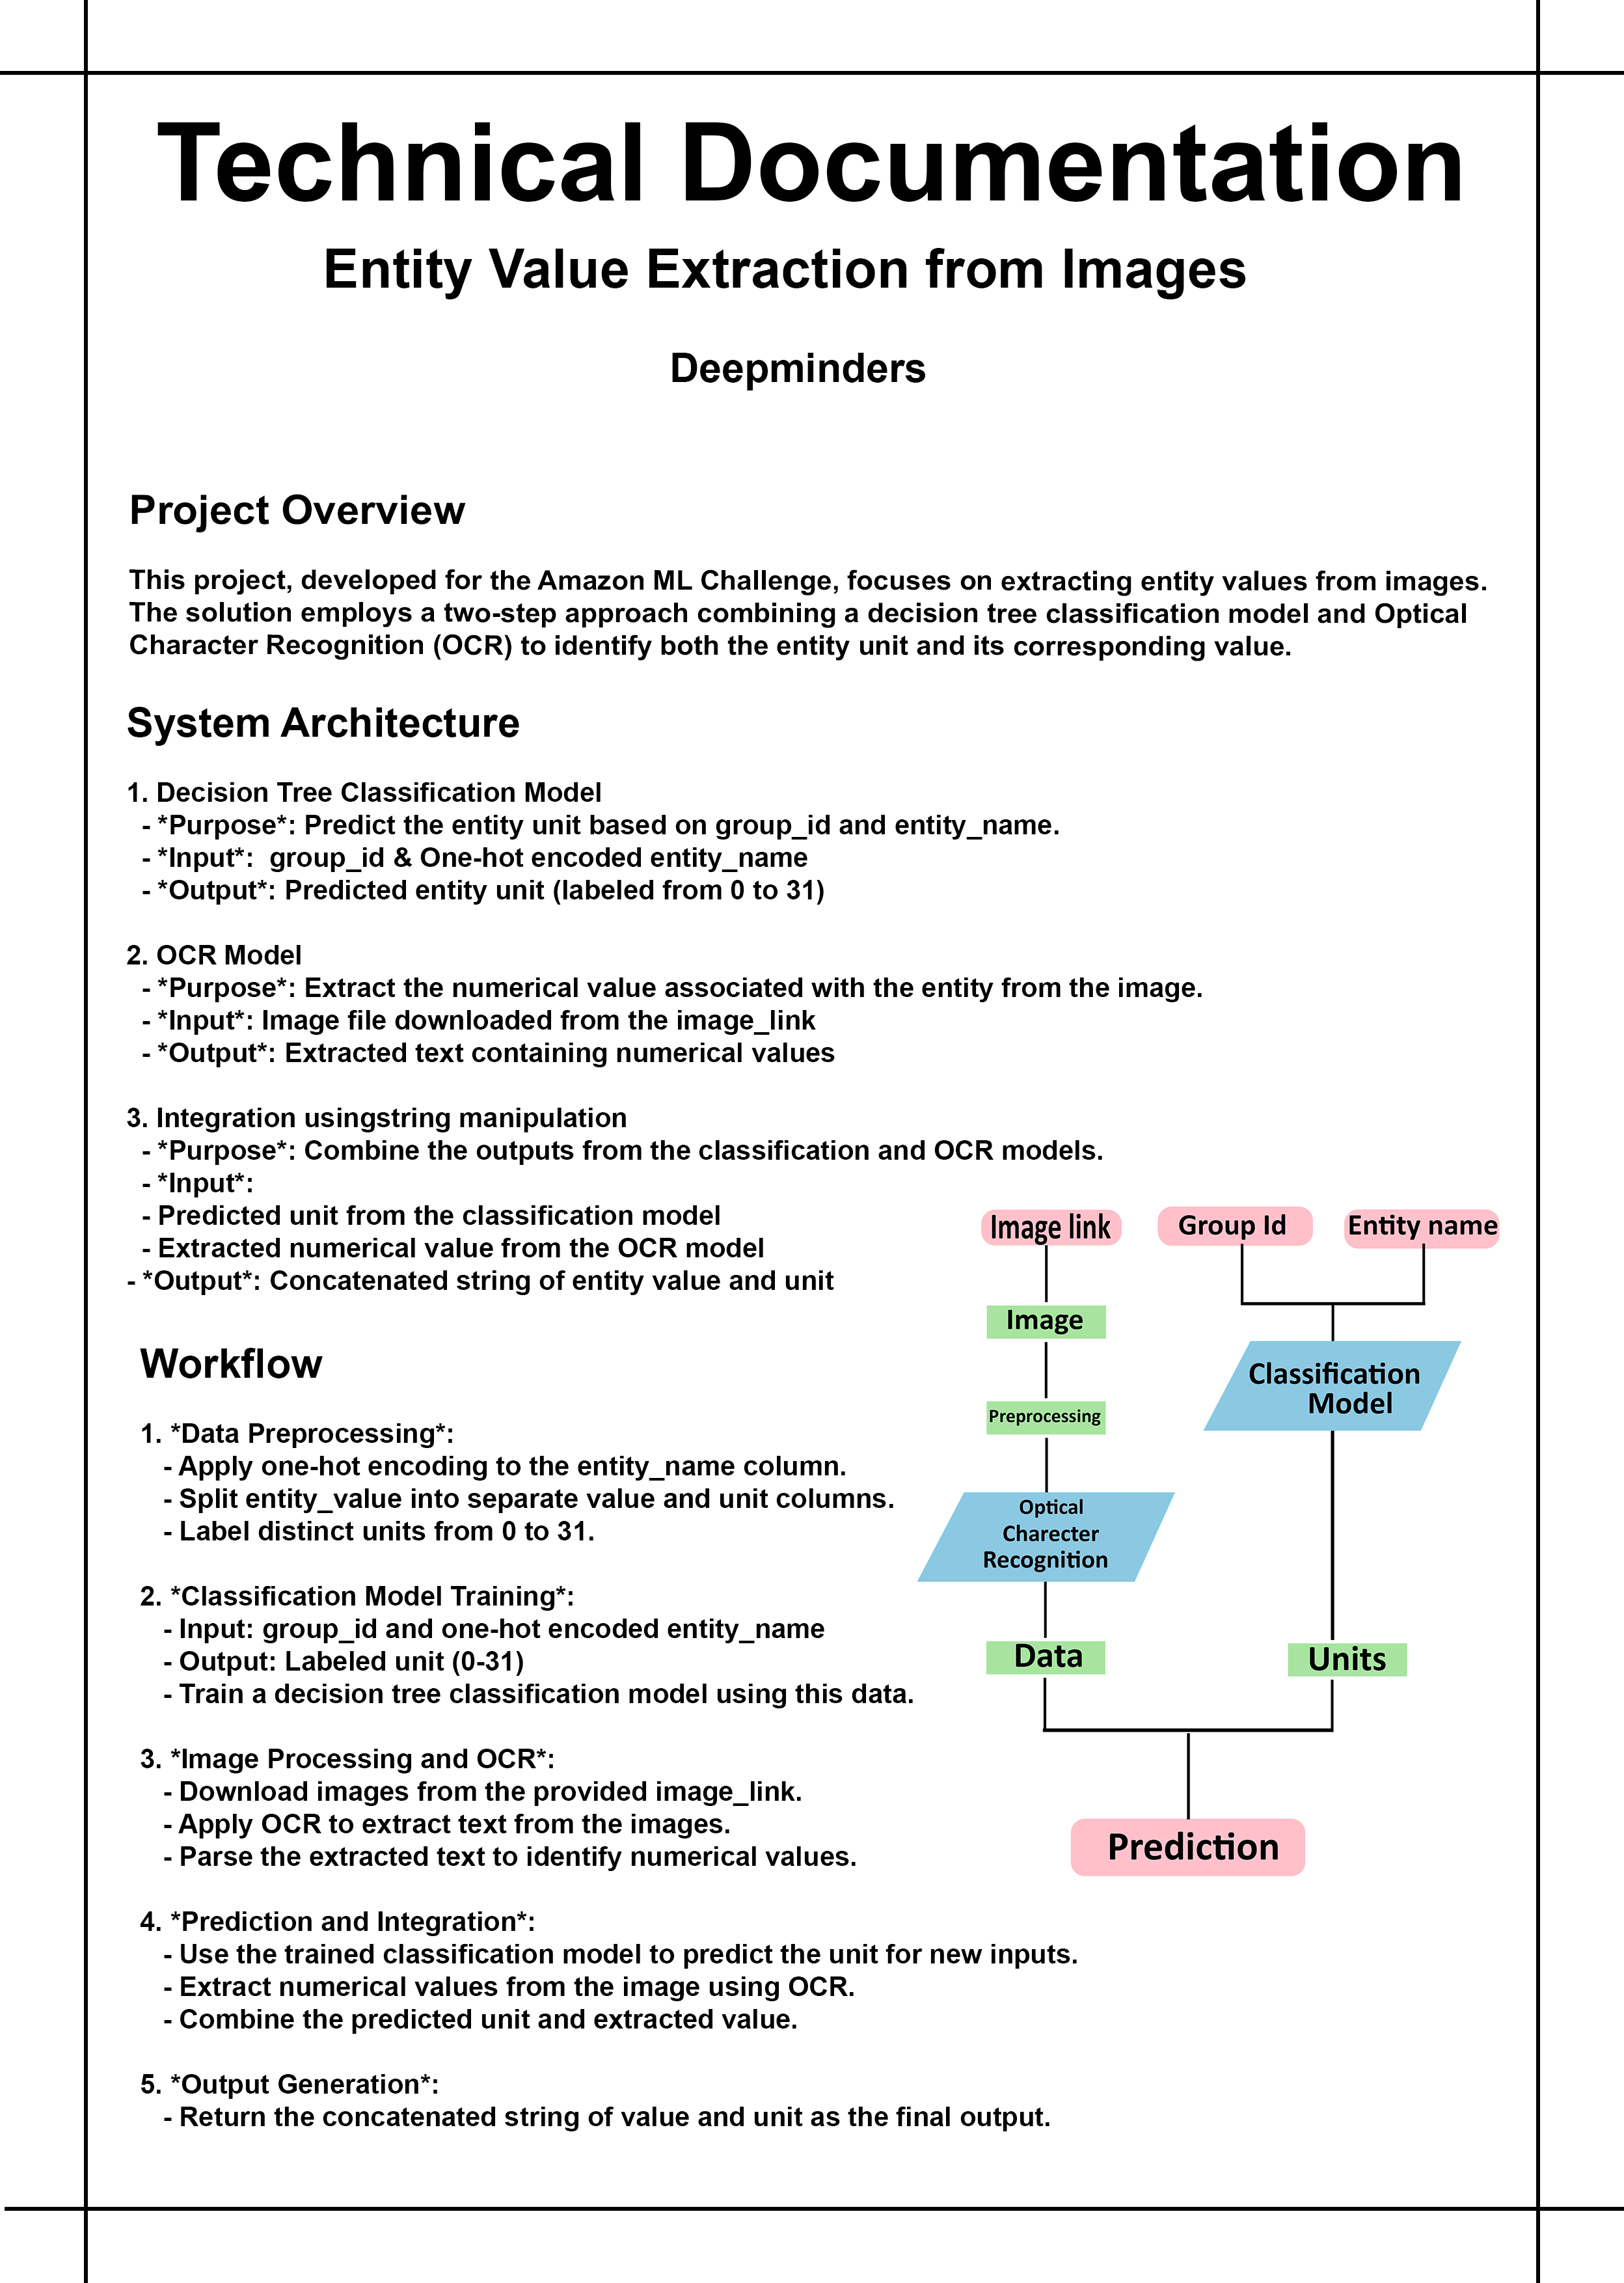 Technical Documentation
Entity Value Extraction from Images
Deepminders
Project Overview
This project, developed for the Amazon ML Challenge, focuses on extracting entity values from images.
The solution employs a two-step approach combining a decision tree classification model and Optical
Character Recognition (OCR) to identify both the entity unit and its corresponding value.
System Architecture
1. Decision Tree Classification Model
- *Purpose*: Predict the entity unit based on group_id and entity_name.
- *Input*:  group_id & One-hot encoded entity_name
- *Output*: Predicted entity unit (labeled from 0 to 31)
2. OCR Model
- *Purpose*: Extract the numerical value associated with the entity from the image.
- *Input*: Image file downloaded from the image_link
- *Output*: Extracted text containing numerical values
3. Integration usingstring manipulation
- *Purpose*: Combine the outputs from the classification and OCR models.
- *Input*:
- Predicted unit from the classification model
- Extracted numerical value from the OCR model
- *Output*: Concatenated string of entity value and unit
Workflow
1. *Data Preprocessing*:
- Apply one-hot encoding to the entity_name column.
- Split entity_value into separate value and unit columns.
- Label distinct units from 0 to 31.
2. *Classification Model Training*:
- Input: group_id and one-hot encoded entity_name
- Output: Labeled unit (0-31)
- Train a decision tree classification model using this data.
3. *Image Processing and OCR*:
- Download images from the provided image_link.
- Apply OCR to extract text from the images.
- Parse the extracted text to identify numerical values.
4. *Prediction and Integration*:
- Use the trained classification model to predict the unit for new inputs.
- Extract numerical values from the image using OCR.
- Combine the predicted unit and extracted value.
5. *Output Generation*:
- Return the concatenated string of value and unit as the final output.
Image link
Group Id
Entity name
Image
Classification
Model
Preprocessing
Optical
Charecter
Recognition
Data
Units
Prediction